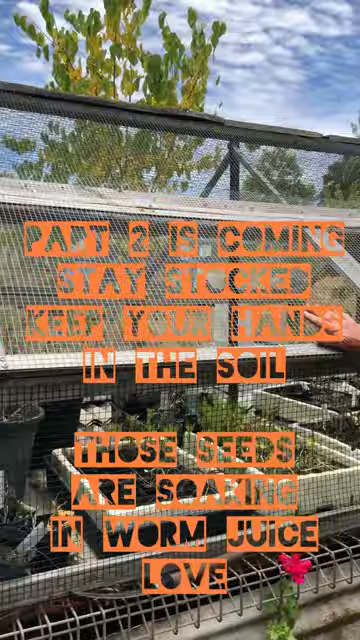 PART 2 IS COMING
STAY STOCKED
KEEP YOUR HANDS
IN THE SOIL
THOSE SEEDS
ARE SOAKING
IN WORM JUICE
LOVE